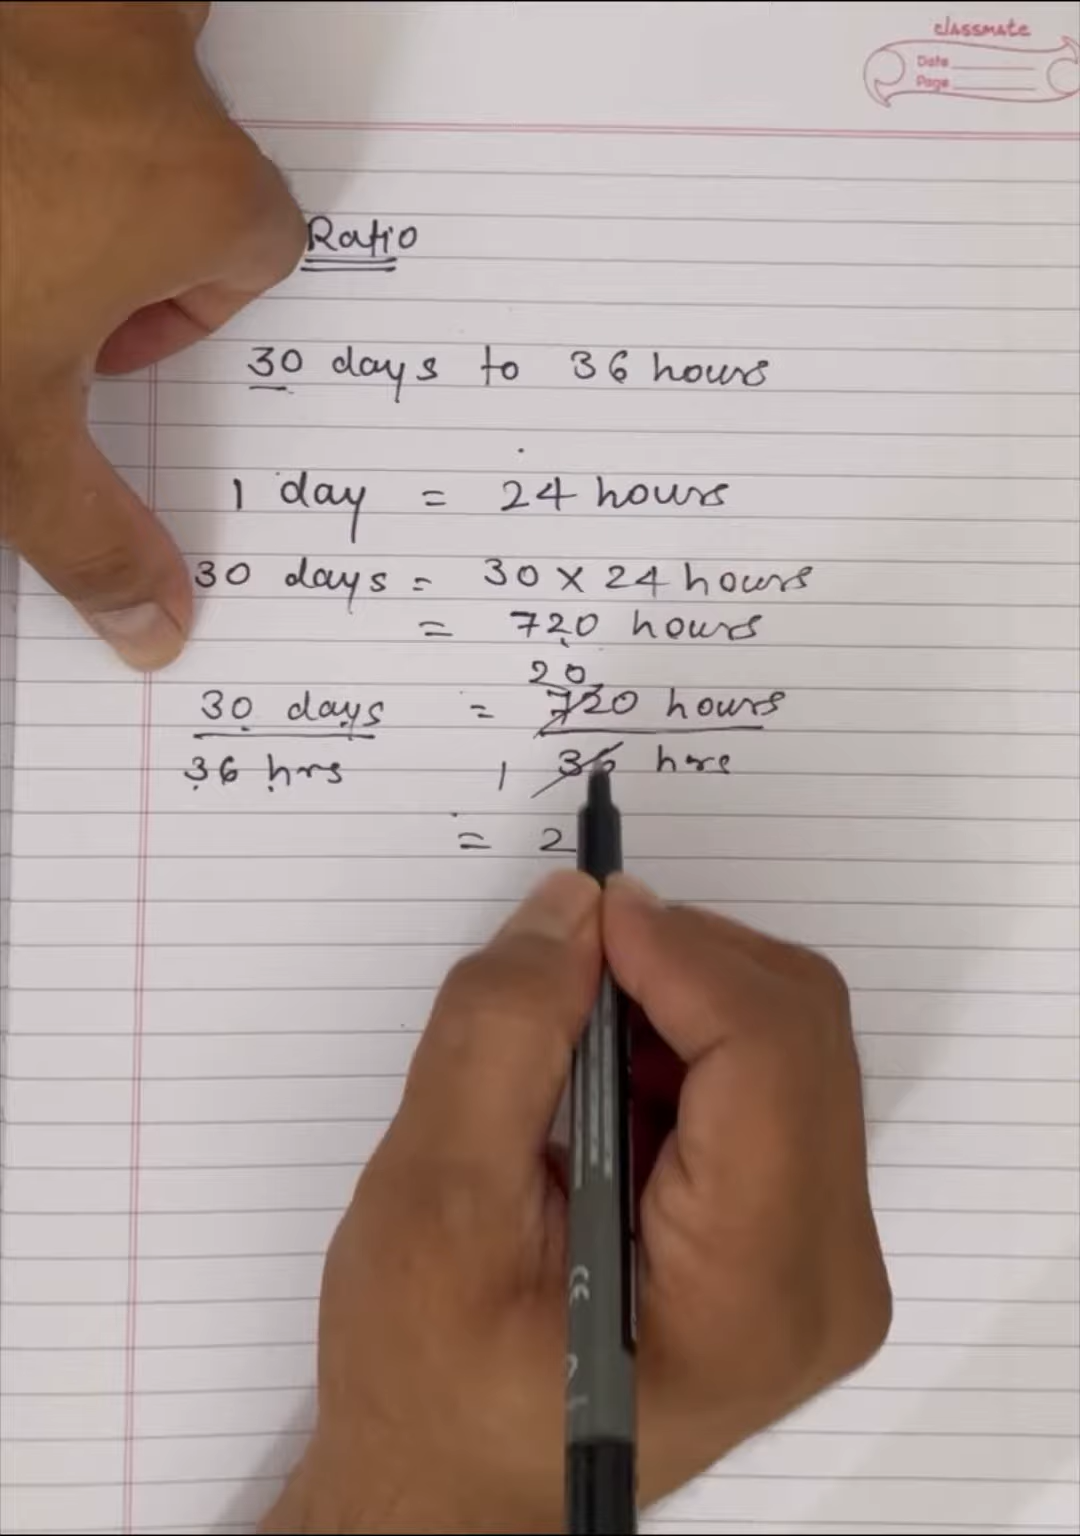 classmate
Date
Page
Ratio
30 days to 36 hours
1 day = 24 hours
30 days = 30 x 24 hours
= 720 hours
20
30 days = 720 hours
36 hrs 1 36 hrs
= 2
CE